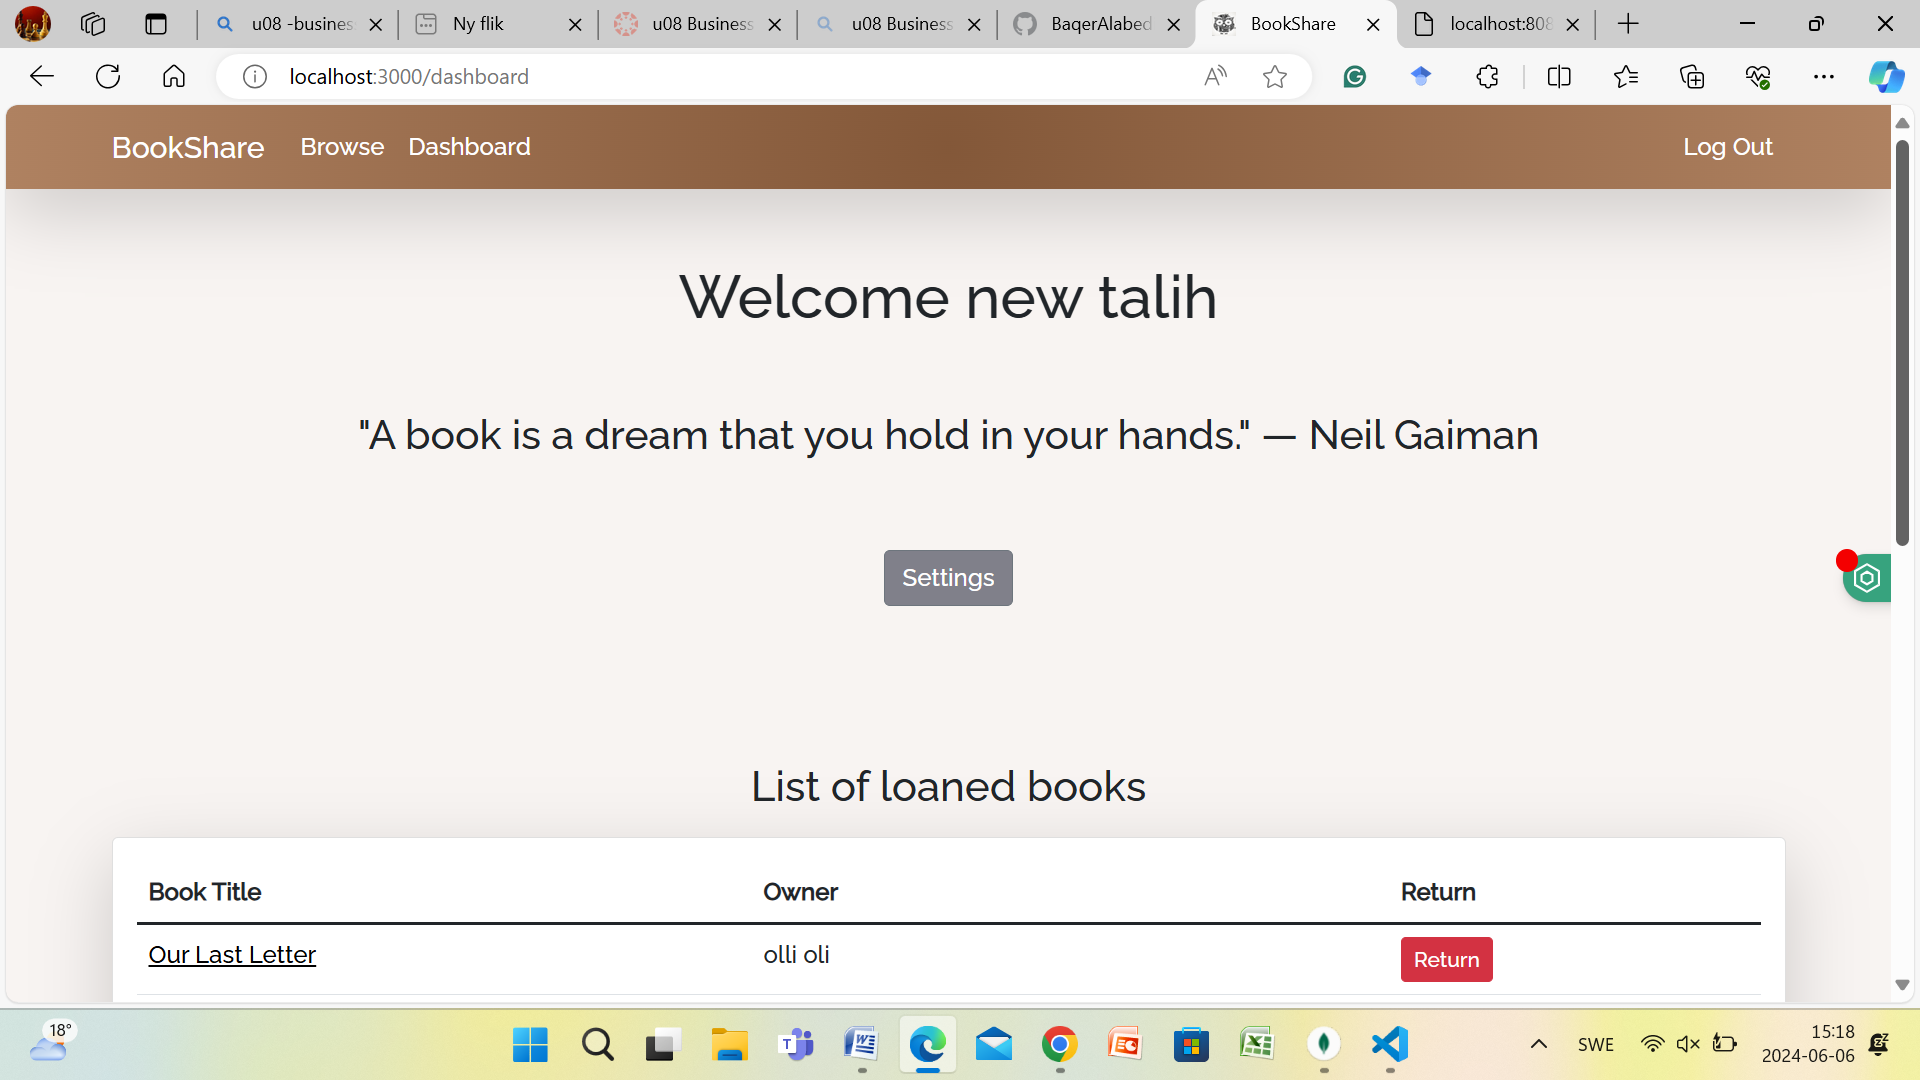 u08 -busines
Ny flik
u08 Business
u08 Business
BaqerAlabed
BookShare
localhost:808
localhost:3000/dashboard
BookShare Browse Dashboard Log Out
Welcome new talih
"A book is a dream that you hold in your hands." — Neil Gaiman
Settings
List of loaned books
Book Title Owner Return
Our Last Letter olli oli Return
18°
SWE
15:18
2024-06-06